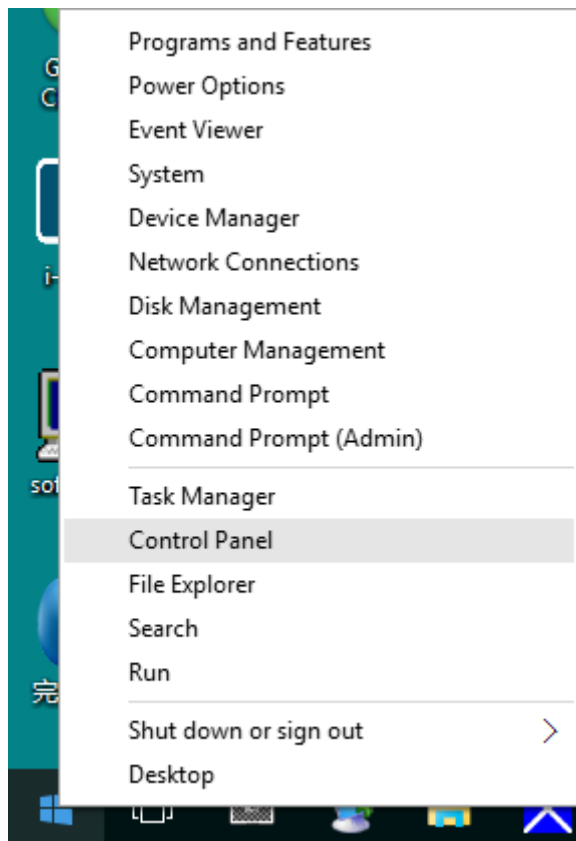 Programs and Features
Power Options
Event Viewer
System
Device Manager
Network Connections
Disk Management
Computer Management
Command Prompt
Command Prompt (Admin)
Task Manager
Control Panel
File Explorer
Search
Run
Shut down or sign out
Desktop